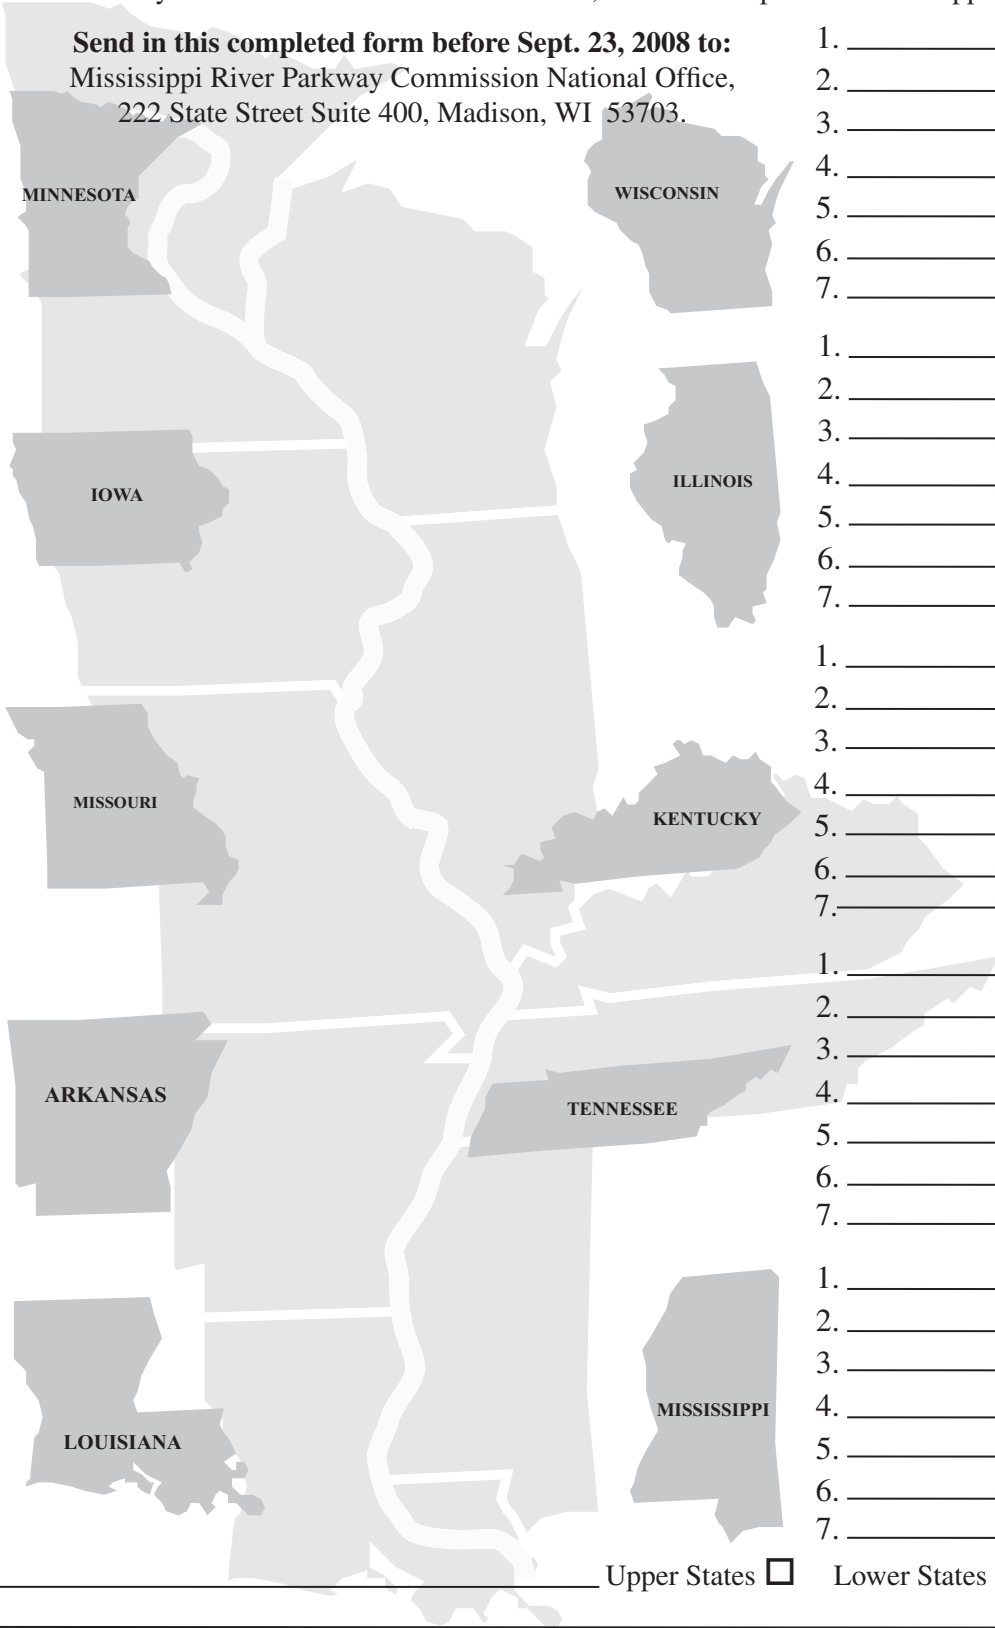 Send in this completed form before Sept. 23, 2008 to:
Mississippi River Parkway Commission National Office,
222 State Street Suite 400, Madison, WI 53703.
MINNESOTA
WISCONSIN
1.
2.
3.
4.
5.
6.
7.
IOWA
ILLINOIS
1.
2.
3.
4.
5.
6.
7.
MISSOURI
KENTUCKY
1.
2.
3.
4.
5.
6.
7.
ARKANSAS
TENNESSEE
1.
2.
3.
4.
5.
6.
7.
LOUISIANA
MISSISSIPPI
1.
2.
3.
4.
5.
6.
7.
Upper States ☐ Lower States